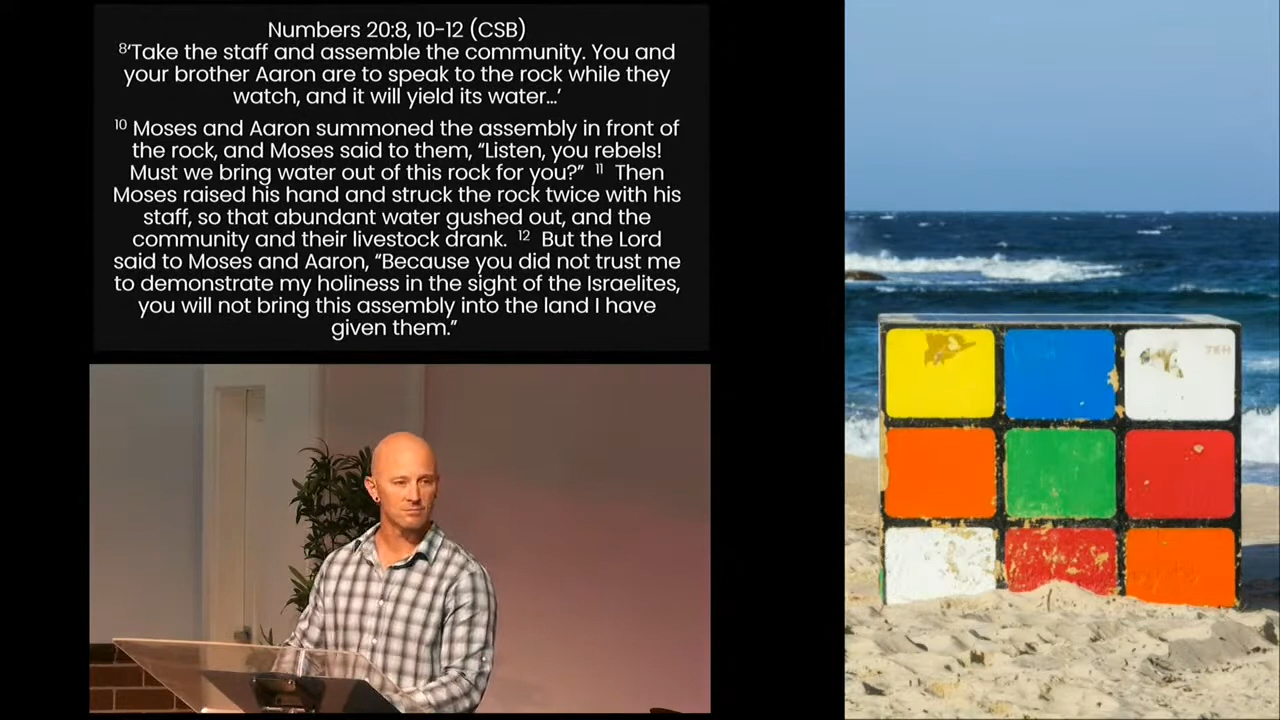 Numbers 20:8, 10-12 (CSB)
8‘Take the staff and assemble the community. You and
your brother Aaron are to speak to the rock while they
watch, and it will yield its water...’
10 Moses and Aaron summoned the assembly in front of
the rock, and Moses said to them, “Listen, you rebels!
Must we bring water out of this rock for you?” 11 Then
Moses raised his hand and struck the rock twice with his
staff, so that abundant water gushed out, and the
community and their livestock drank. 12 But the Lord
said to Moses and Aaron, “Because you did not trust me
to demonstrate my holiness in the sight of the Israelites,
you will not bring this assembly into the land I have
given them.”